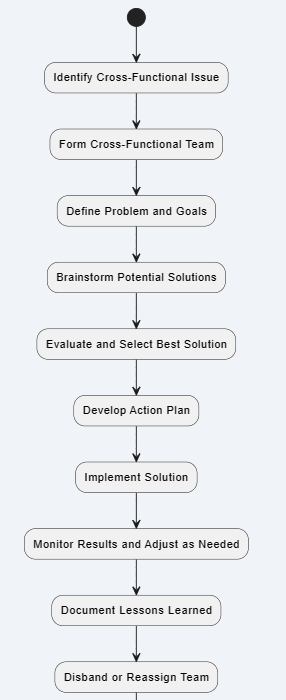 Identify Cross-Functional Issue
Form Cross-Functional Team
Define Problem and Goals
Brainstorm Potential Solutions
Evaluate and Select Best Solution
Develop Action Plan
Implement Solution
Monitor Results and Adjust as Needed
Document Lessons Learned
Disband or Reassign Team